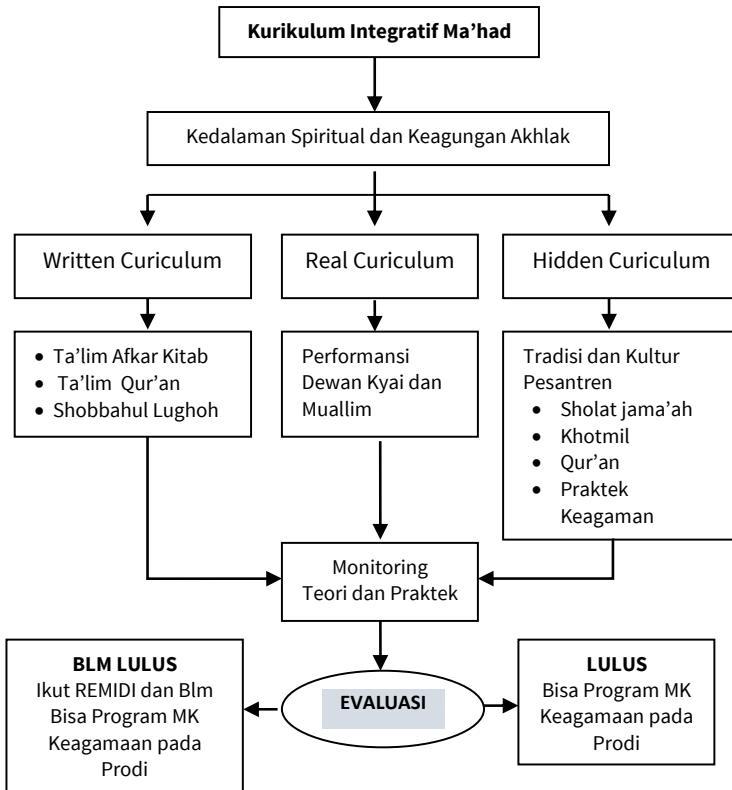 Kurikulum Integratif Ma’had
Kedalaman Spiritual dan Keagungan Akhlak
Written Curiculum
Real Curiculum
Hidden Curiculum
• Ta’lim Afkar Kitab
• Ta’lim Qur’an
• Shobbahul Lughoh
Performansi
Dewan Kyai dan
Muallim
Tradisi dan Kultur
Pesantren
• Sholat jama’ah
• Khotmil
• Qur’an
• Praktek
Keagaman
Monitoring
Teori dan Praktek
BLM LULUS
Ikut REMIDI dan Blm
Bisa Program MK
Keagamaan pada
Prodi
EVALUASI
LULUS
Bisa Program MK
Keagamaan pada
Prodi